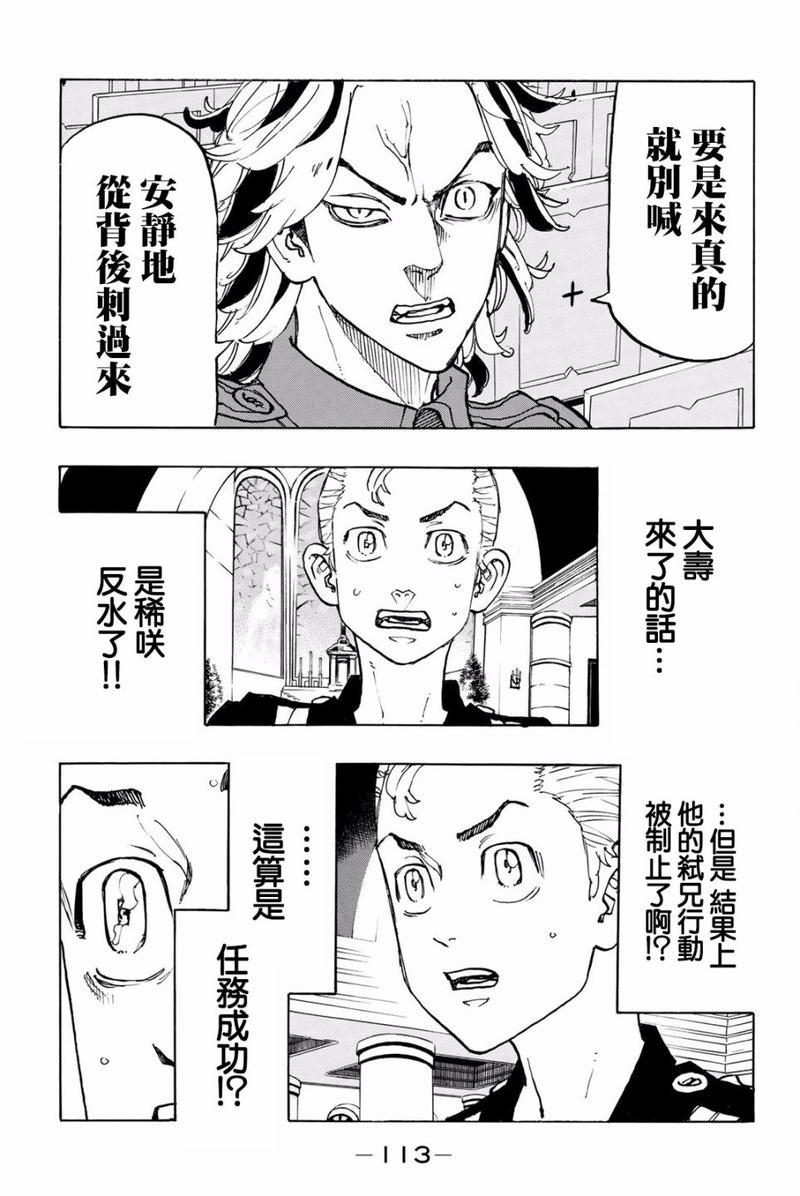 要是來真的
就別喊
安靜地
從背後刺過來
大壽
來了的話…
是稀咲
反水了!!
…但是 結果上
他的弒兄行動
被制止了啊!?
……
這算是
任務成功!?
—113—